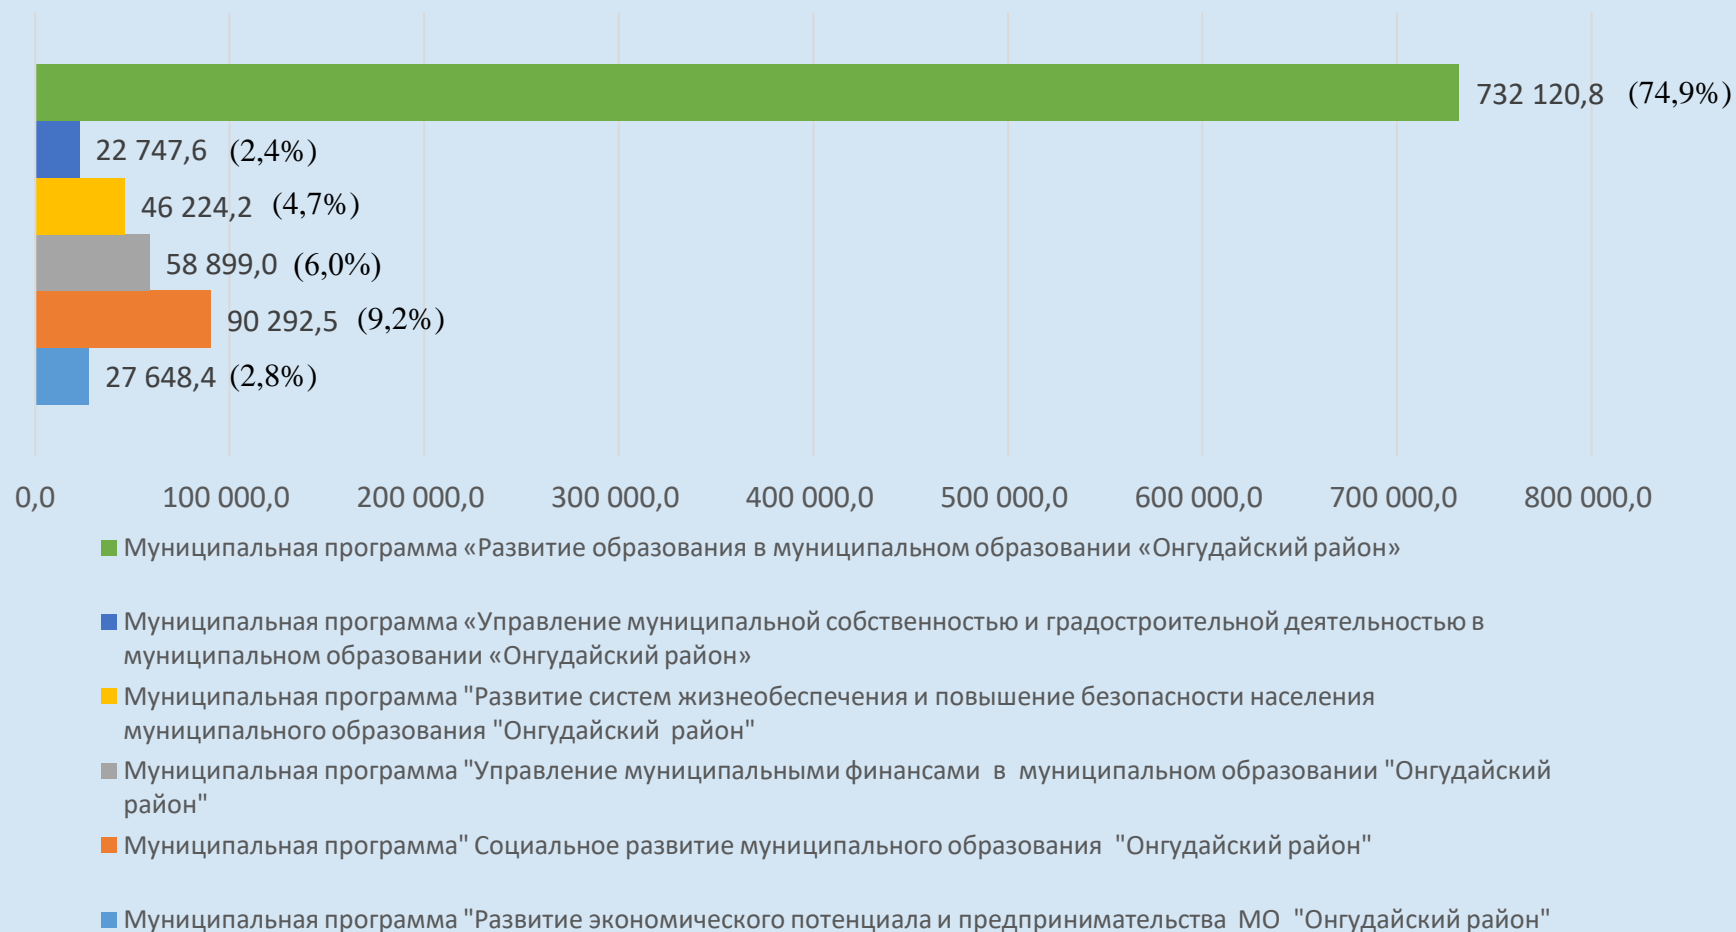 732 120,8 (74,9%)
22 747,6 (2,4%)
46 224,2 (4,7%)
58 899,0 (6,0%)
90 292,5 (9,2%)
27 648,4 (2,8%)
0,0 100 000,0 200 000,0 300 000,0 400 000,0 500 000,0 600 000,0 700 000,0 800 000,0
Муниципальная программа «Развитие образования в муниципальном образовании «Онгудайский район»
Муниципальная программа «Управление муниципальной собственностью и градостроительной деятельностью в
муниципальном образовании «Онгудайский район»
Муниципальная программа "Развитие систем жизнеобеспечения и повышение безопасности населения
муниципального образования "Онгудайский район"
Муниципальная программа "Управление муниципальными финансами в муниципальном образовании "Онгудайский
район"
Муниципальная программа" Социальное развитие муниципального образования "Онгудайский район"
Муниципальная программа "Развитие экономического потенциала и предпринимательства МО "Онгудайский район"